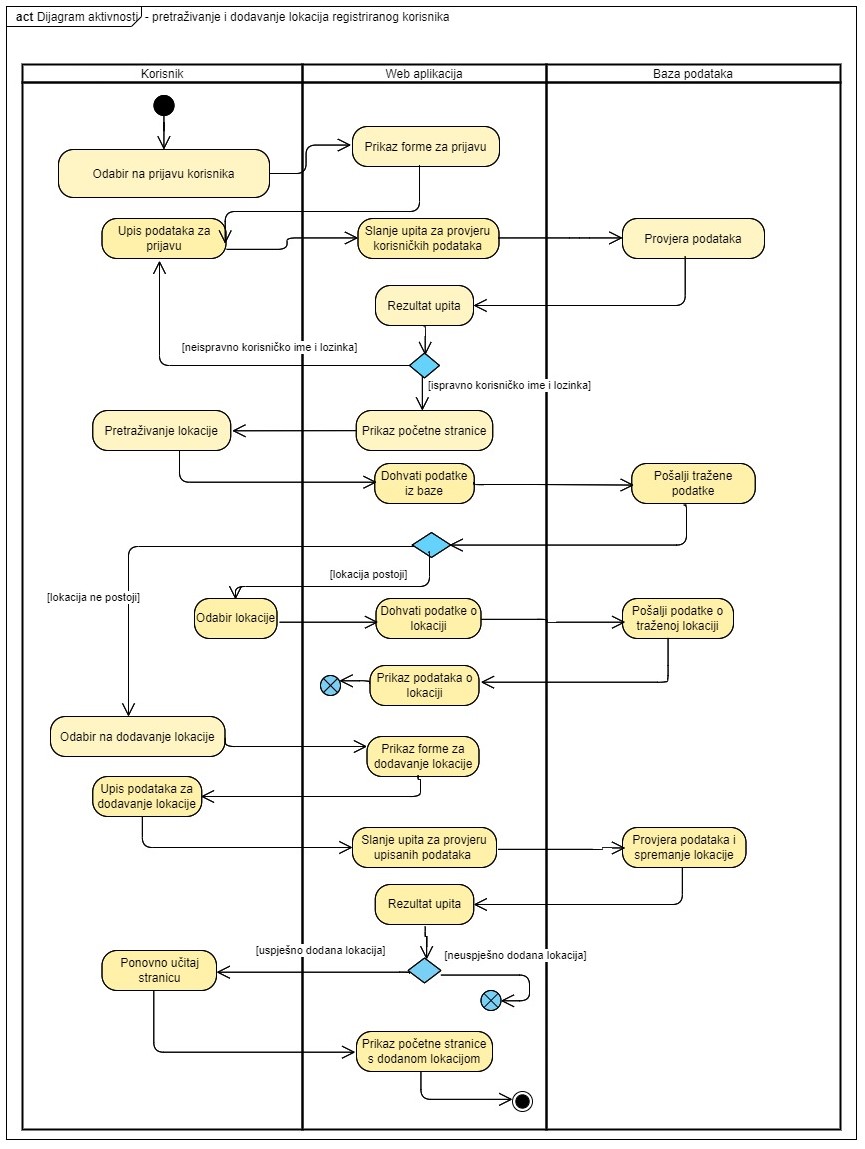 act Dijagram aktivnosti - pretraživanje i dodavanje lokacija registriranog korisnika
Korisnik
Web aplikacija
Baza podataka
Odabir na prijavu korisnika
Prikaz forme za prijavu
Upis podataka za
prijavu
Slanje upita za provjeru
korisničkih podataka
Provjera podataka
Rezultat upita
[neispravno korisničko ime i lozinka]
[ispravno korisničko ime i lozinka]
Pretraživanje lokacije
Prikaz početne stranice
Dohvati podatke
iz baze
Pošalji tražene
podatke
[lokacija postoji]
[lokacija ne postoji]
Odabir lokacije
Dohvati podatke o
lokaciji
Pošalji podatke o
traženoj lokaciji
Prikaz podataka o
lokaciji
Odabir na dodavanje lokacije
Prikaz forme za
dodavanje lokacije
Upis podataka za
dodavanje lokacije
Slanje upita za provjeru
upisanih podataka
Provjera podataka i
spremanje lokacije
Rezultat upita
[uspješno dodana lokacija]
[neuspješno dodana lokacija]
Ponovno učitaj
stranicu
Prikaz početne stranice
s dodanom lokacijom